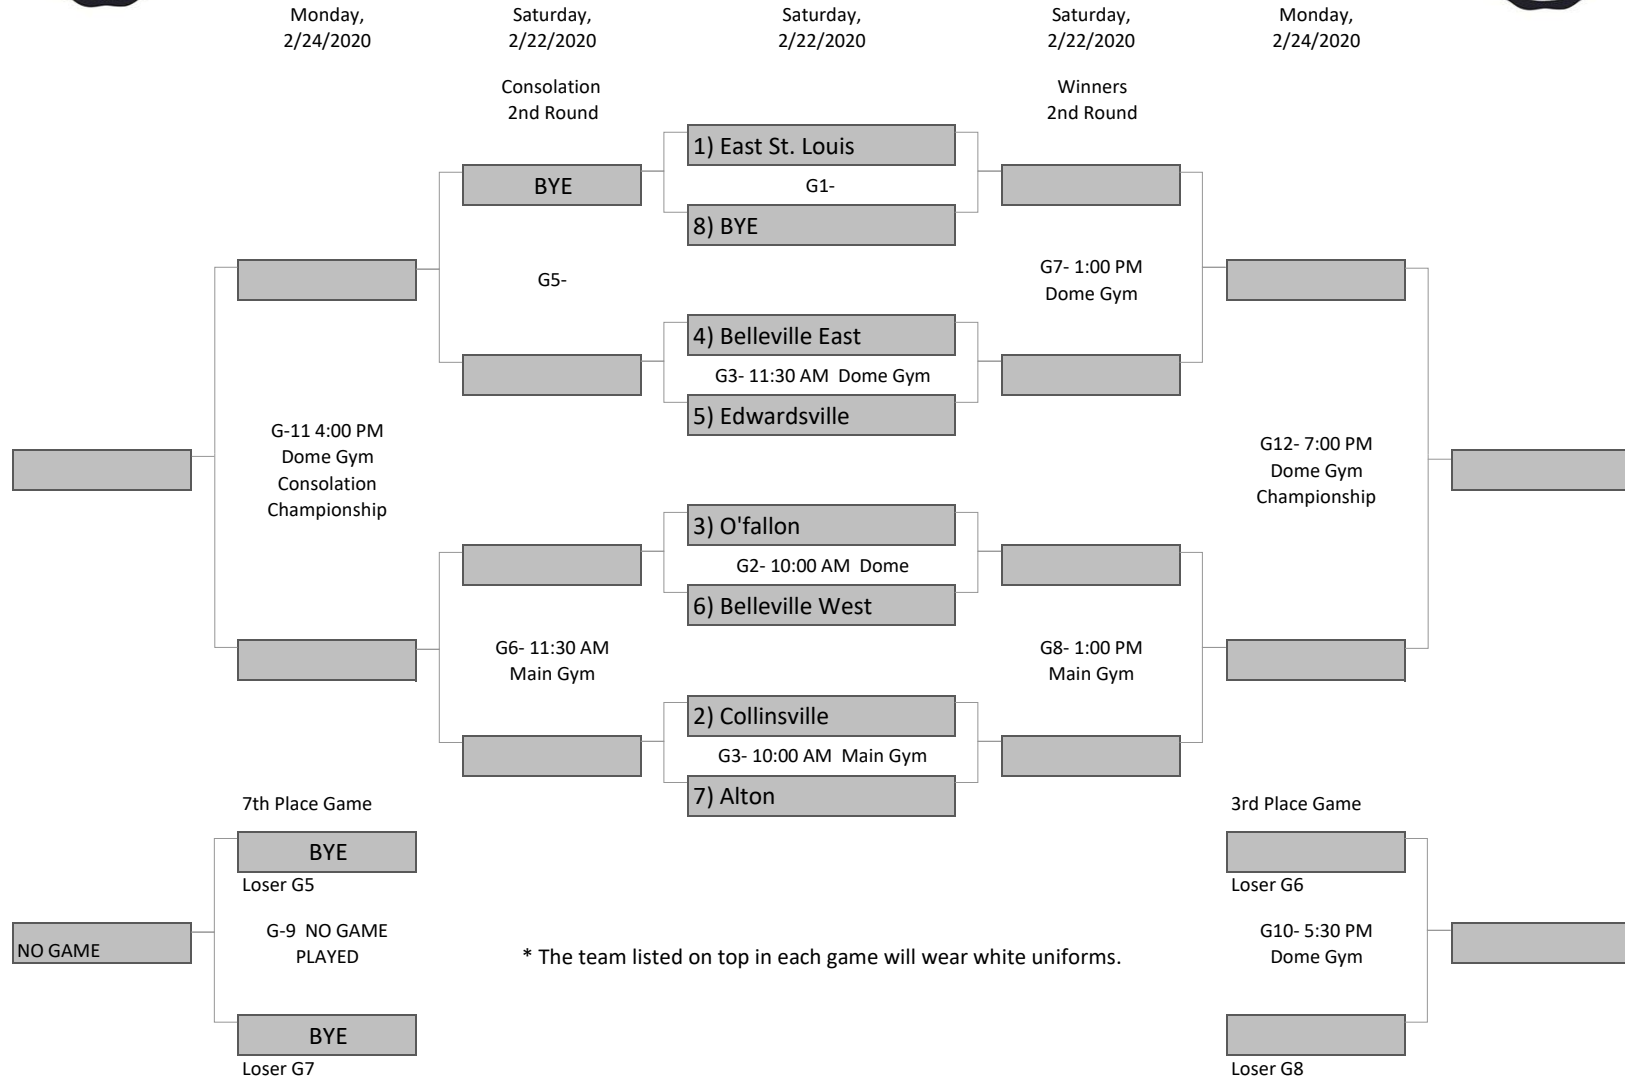 Monday,
2/24/2020
Saturday,
2/22/2020
Saturday,
2/22/2020
Saturday,
2/22/2020
Monday,
2/24/2020
Consolation
2nd Round
Winners
2nd Round
1) East St. Louis
BYE
G1-
8) BYE
G5-
G7- 1:00 PM
Dome Gym
4) Belleville East
G3- 11:30 AM  Dome Gym
5) Edwardsville
G-11 4:00 PM
Dome Gym
Consolation
Championship
G12- 7:00 PM
Dome Gym
Championship
3) O'fallon
G2- 10:00 AM  Dome
6) Belleville West
G6- 11:30 AM
Main Gym
G8- 1:00 PM
Main Gym
2) Collinsville
G3- 10:00 AM  Main Gym
7) Alton
7th Place Game
BYE
Loser G5
G-9  NO GAME
PLAYED
NO GAME
BYE
Loser G7
* The team listed on top in each game will wear white uniforms.
3rd Place Game
Loser G6
G10- 5:30 PM
Dome Gym
Loser G8